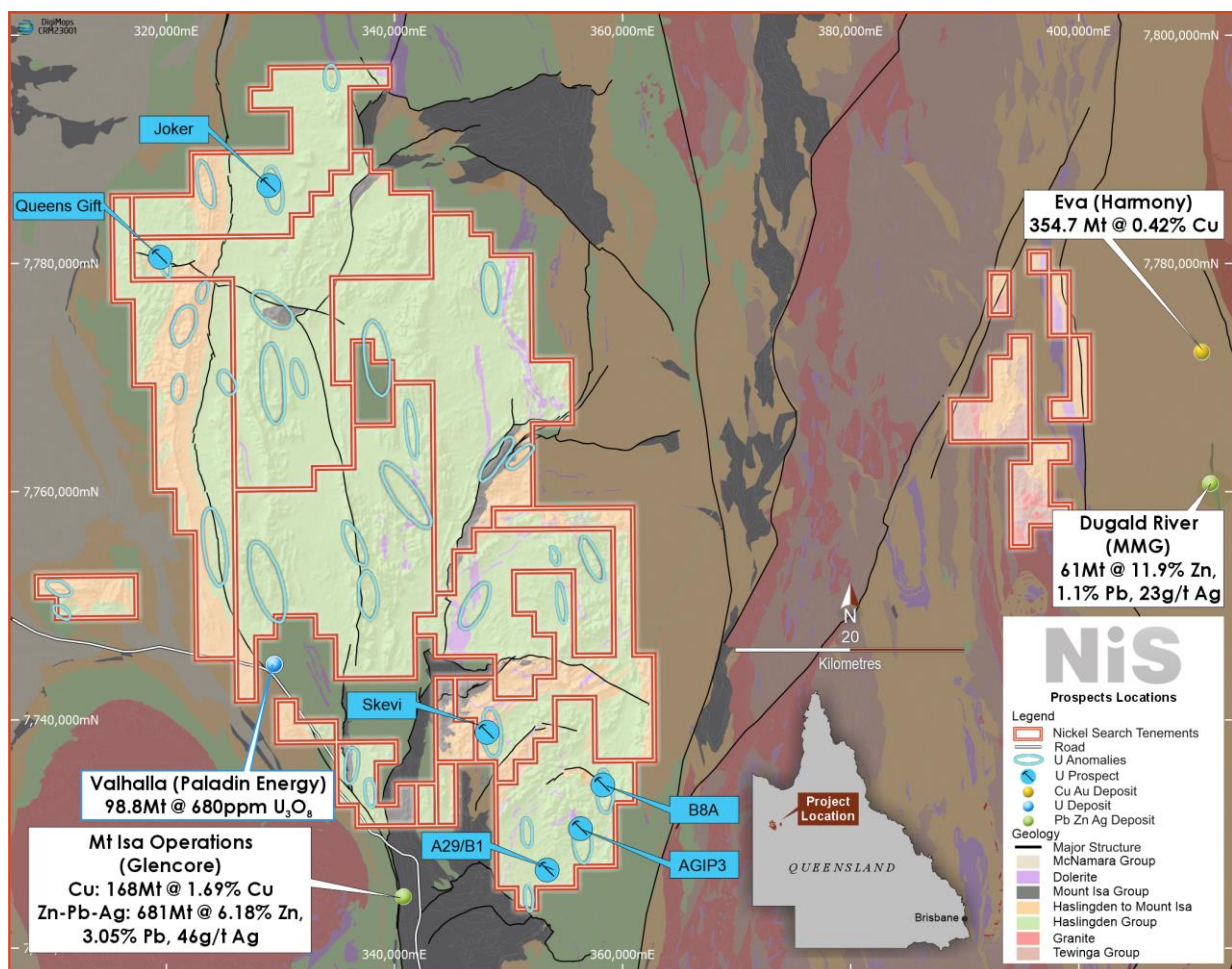 DigiMaps
CRM23001
320,000mE
340,000mE
360,000mE
380,000mE
400,000mE
7,800,000mN
Joker
Queens Gift
Eva (Harmony)
354.7 Mt @ 0.42% Cu
7,780,000mN
7,780,000mN
7,760,000mN
Dugald River
(MMG)
61Mt @ 11.9% Zn,
1.1% Pb, 23g/t Ag
N
20
Kilometres
NiS
Prospects Locations
Legend
Nickel Search Tenements
Road
U Anomalies
U Prospect
Cu Au Deposit
U Deposit
Pb Zn Ag Deposit
Geology
Major Structure
McNamara Group
Dolerite
Mount Isa Group
Haslingden to Mount Isa
Haslingden Group
Granite
Tewinga Group
Skevi
7,740,000mN
Valhalla (Paladin Energy)
98.8Mt @ 680ppm U₃O₈
Mt Isa Operations
(Glencore)
Cu: 168Mt @ 1.69% Cu
Zn-Pb-Ag: 681Mt @ 6.18% Zn,
3.05% Pb, 46g/t Ag
B8A
A29/B1
AGIP3
Project
Location
QUEENSLAND
Brisbane
340,000mE
360,000mE